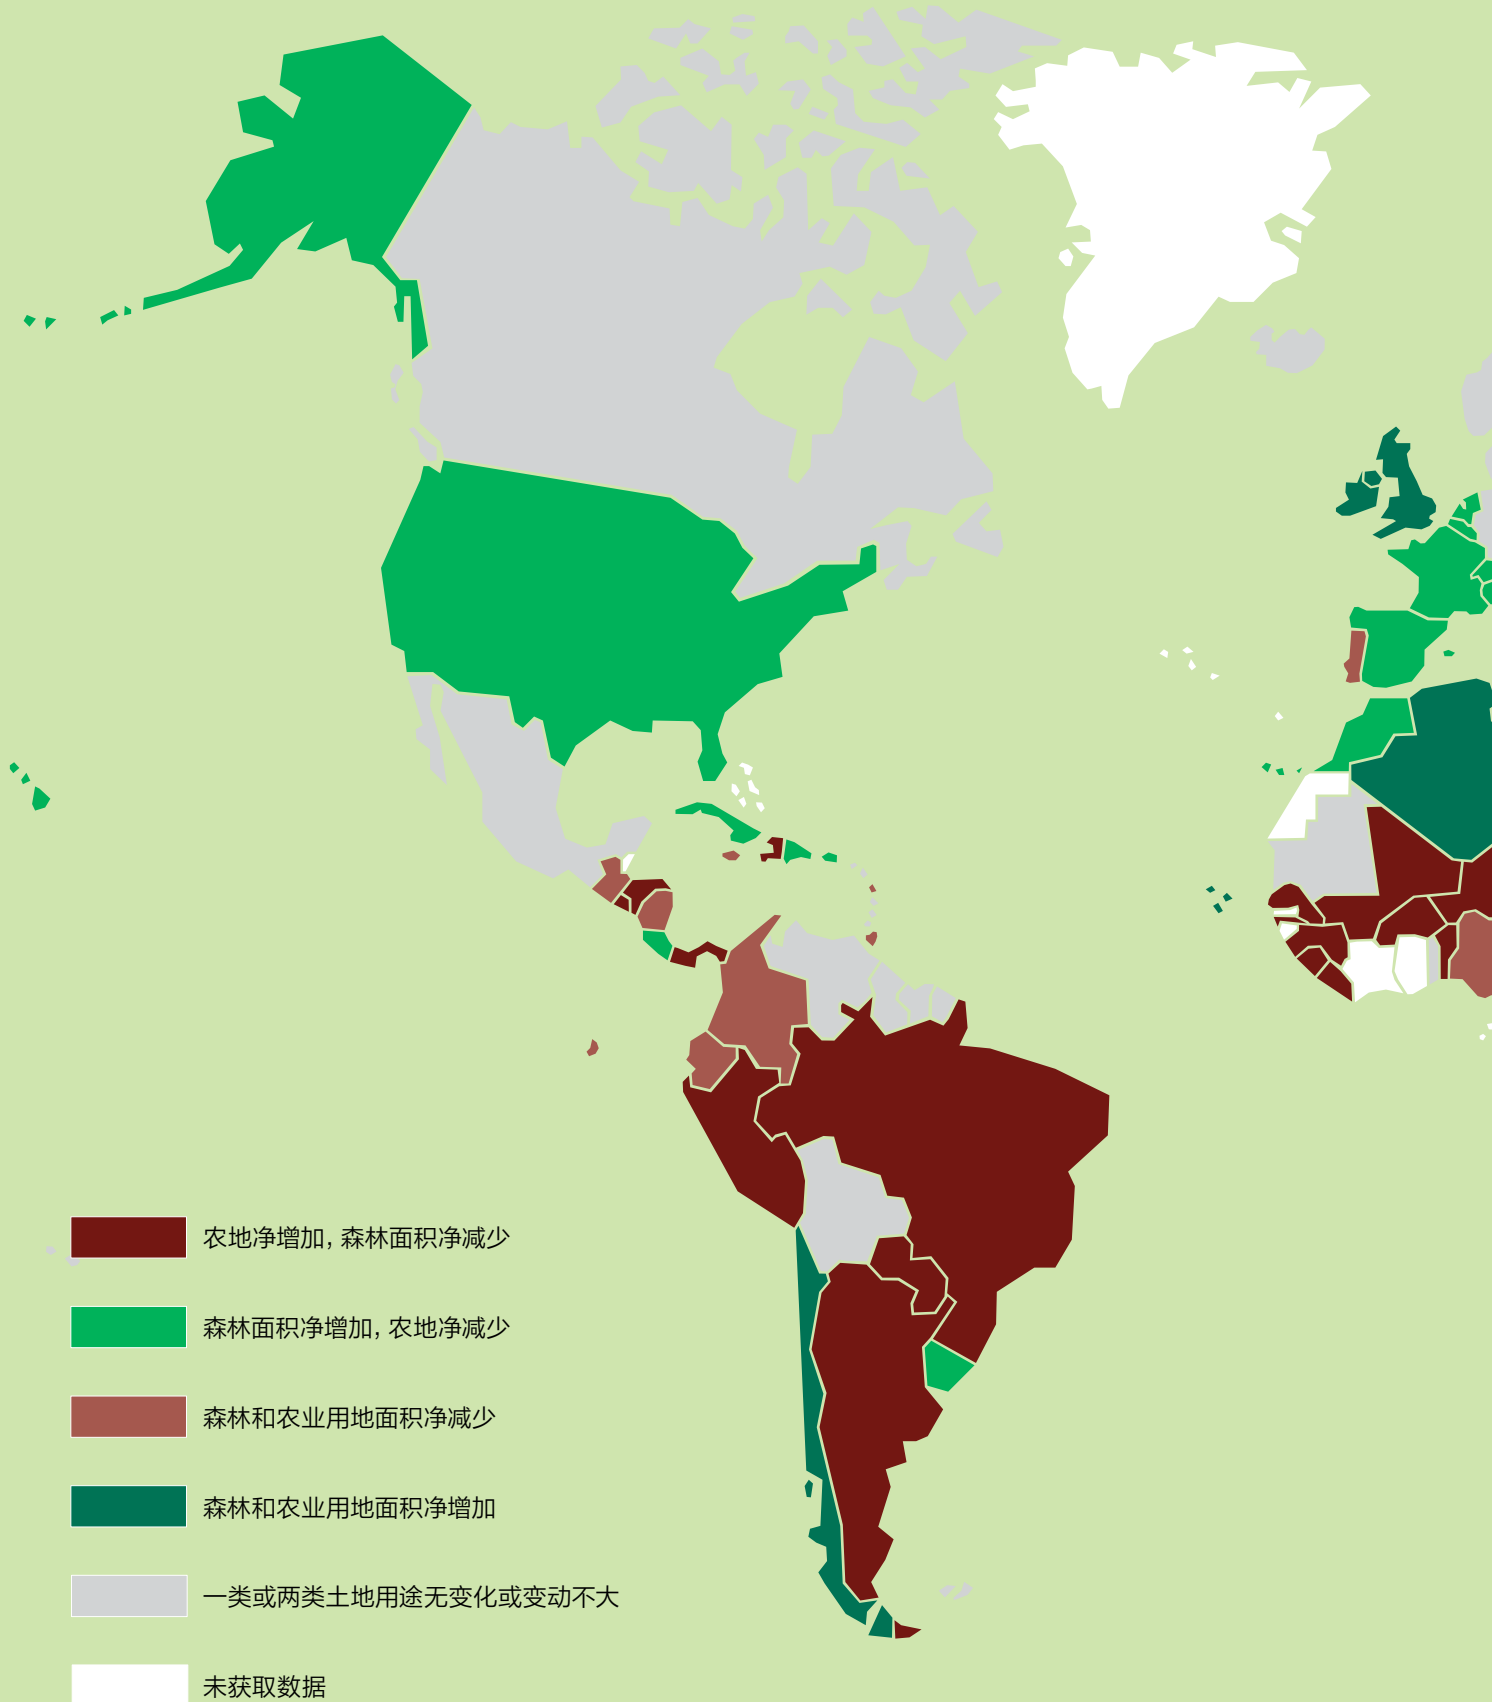 农地净增加, 森林面积净减少
森林面积净增加, 农地净减少
森林和农业用地面积净减少
森林和农业用地面积净增加
一类或两类土地用途无变化或变动不大
未获取数据